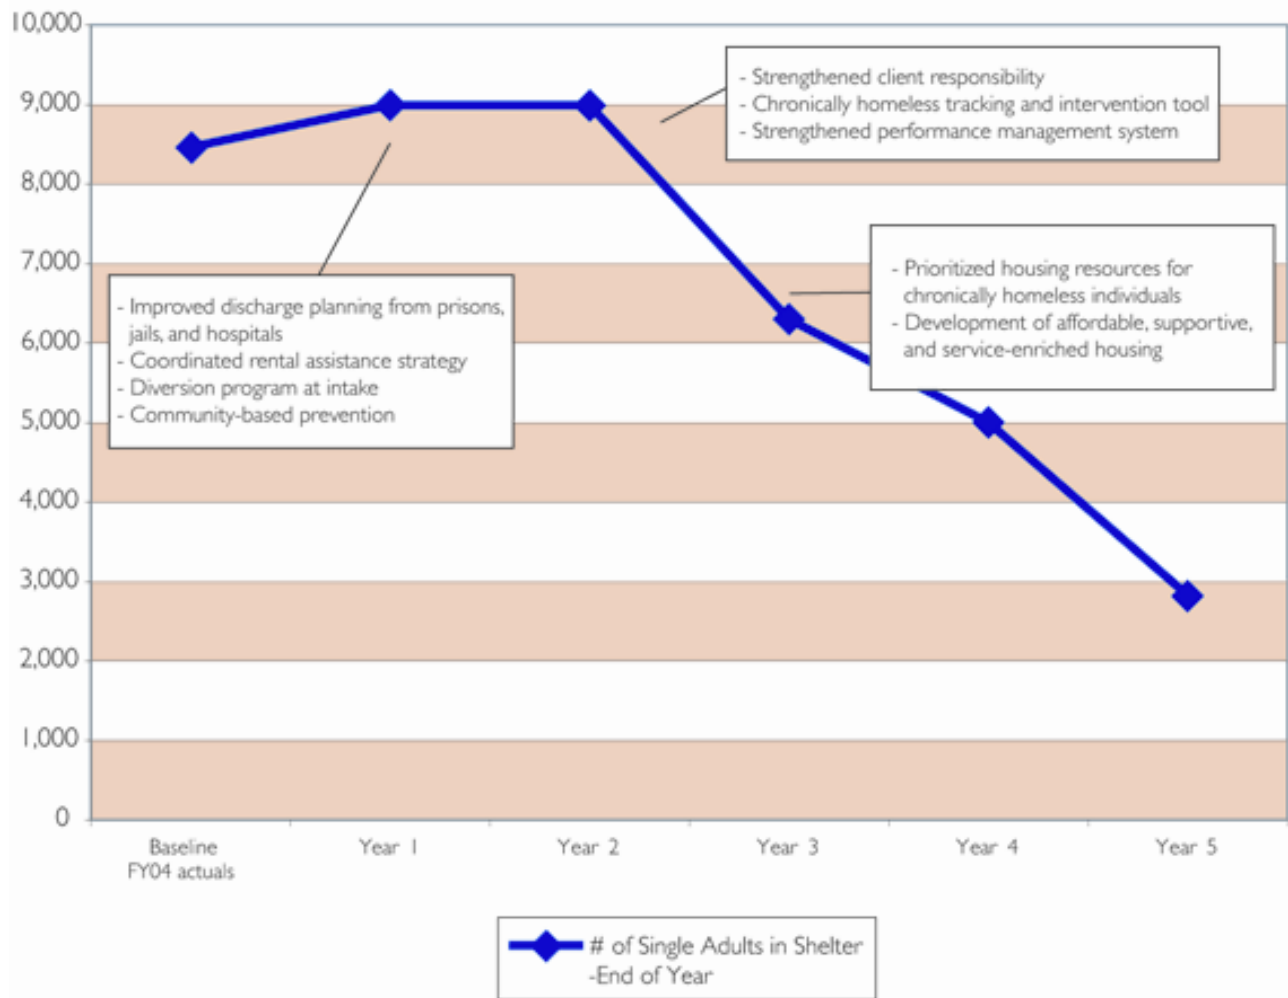 10,000
9,000
8,000
7,000
6,000
5,000
4,000
3,000
2,000
1,000
0
- Strengthened client responsibility
- Chronically homeless tracking and intervention tool
- Strengthened performance management system
- Prioritized housing resources for
chronically homeless individuals
- Development of affordable, supportive,
and service-enriched housing
- Improved discharge planning from prisons,
jails, and hospitals
- Coordinated rental assistance strategy
- Diversion program at intake
- Community-based prevention
Baseline
FY04 actuals
Year 1
Year 2
Year 3
Year 4
Year 5
# of Single Adults in Shelter
-End of Year